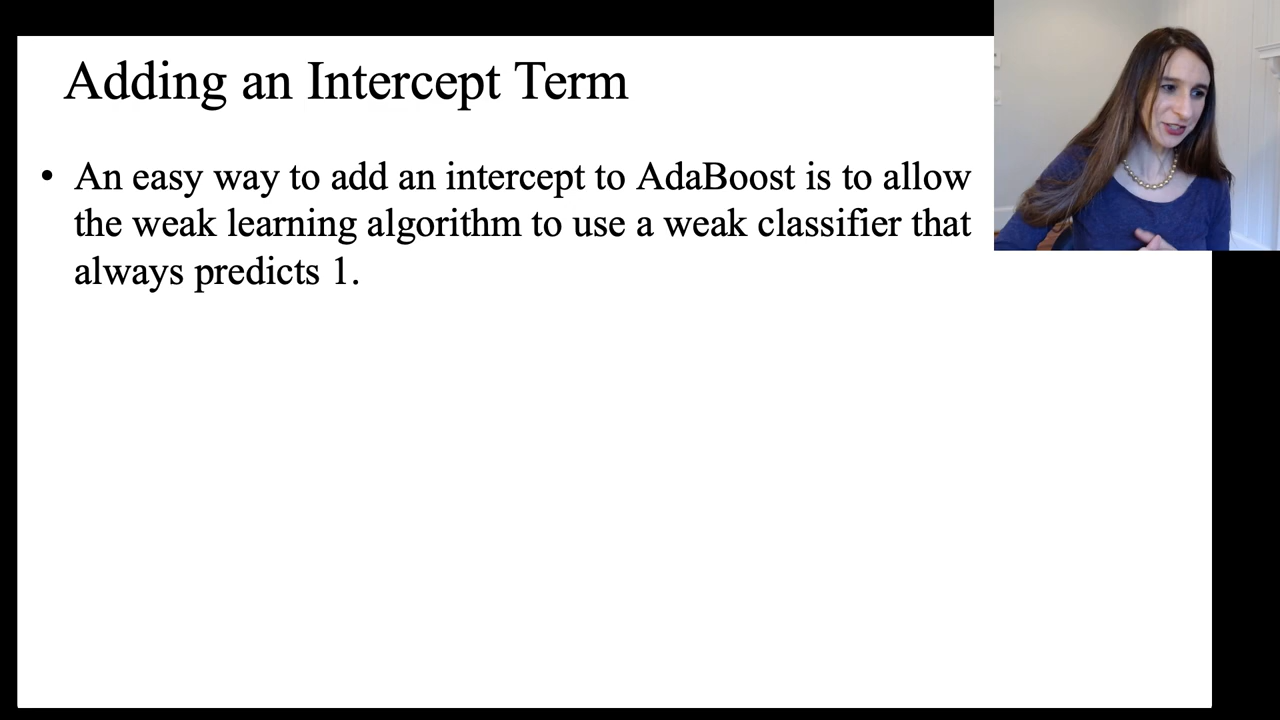 Adding an Intercept Term
• An easy way to add an intercept to AdaBoost is to allow
the weak learning algorithm to use a weak classifier that
always predicts 1.